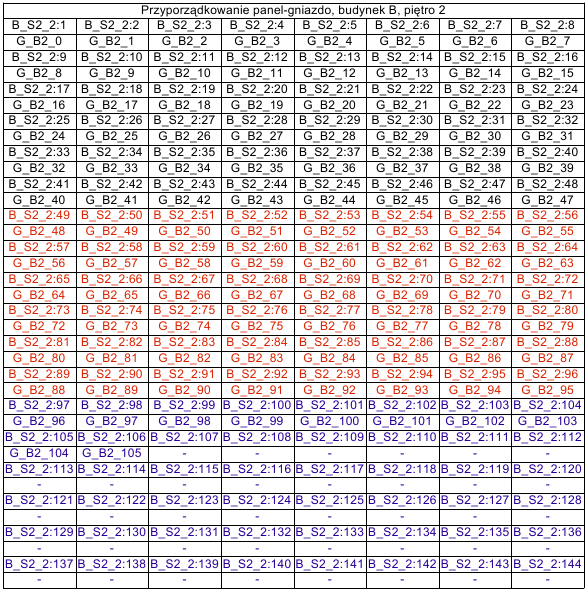 Przyporządkowanie panel-gniazdo, budynek B, piętro 2
B_S2_2:1 B_S2_2:2 B_S2_2:3 B_S2_2:4 B_S2_2:5 B_S2_2:6 B_S2_2:7 B_S2_2:8
G_B2_0 G_B2_1 G_B2_2 G_B2_3 G_B2_4 G_B2_5 G_B2_6 G_B2_7
B_S2_2:9 B_S2_2:10 B_S2_2:11 B_S2_2:12 B_S2_2:13 B_S2_2:14 B_S2_2:15 B_S2_2:16
G_B2_8 G_B2_9 G_B2_10 G_B2_11 G_B2_12 G_B2_13 G_B2_14 G_B2_15
B_S2_2:17 B_S2_2:18 B_S2_2:19 B_S2_2:20 B_S2_2:21 B_S2_2:22 B_S2_2:23 B_S2_2:24
G_B2_16 G_B2_17 G_B2_18 G_B2_19 G_B2_20 G_B2_21 G_B2_22 G_B2_23
B_S2_2:25 B_S2_2:26 B_S2_2:27 B_S2_2:28 B_S2_2:29 B_S2_2:30 B_S2_2:31 B_S2_2:32
G_B2_24 G_B2_25 G_B2_26 G_B2_27 G_B2_28 G_B2_29 G_B2_30 G_B2_31
B_S2_2:33 B_S2_2:34 B_S2_2:35 B_S2_2:36 B_S2_2:37 B_S2_2:38 B_S2_2:39 B_S2_2:40
G_B2_32 G_B2_33 G_B2_34 G_B2_35 G_B2_36 G_B2_37 G_B2_38 G_B2_39
B_S2_2:41 B_S2_2:42 B_S2_2:43 B_S2_2:44 B_S2_2:45 B_S2_2:46 B_S2_2:47 B_S2_2:48
G_B2_40 G_B2_41 G_B2_42 G_B2_43 G_B2_44 G_B2_45 G_B2_46 G_B2_47
B_S2_2:49 B_S2_2:50 B_S2_2:51 B_S2_2:52 B_S2_2:53 B_S2_2:54 B_S2_2:55 B_S2_2:56
G_B2_48 G_B2_49 G_B2_50 G_B2_51 G_B2_52 G_B2_53 G_B2_54 G_B2_55
B_S2_2:57 B_S2_2:58 B_S2_2:59 B_S2_2:60 B_S2_2:61 B_S2_2:62 B_S2_2:63 B_S2_2:64
G_B2_56 G_B2_57 G_B2_58 G_B2_59 G_B2_60 G_B2_61 G_B2_62 G_B2_63
B_S2_2:65 B_S2_2:66 B_S2_2:67 B_S2_2:68 B_S2_2:69 B_S2_2:70 B_S2_2:71 B_S2_2:72
G_B2_64 G_B2_65 G_B2_66 G_B2_67 G_B2_68 G_B2_69 G_B2_70 G_B2_71
B_S2_2:73 B_S2_2:74 B_S2_2:75 B_S2_2:76 B_S2_2:77 B_S2_2:78 B_S2_2:79 B_S2_2:80
G_B2_72 G_B2_73 G_B2_74 G_B2_75 G_B2_76 G_B2_77 G_B2_78 G_B2_79
B_S2_2:81 B_S2_2:82 B_S2_2:83 B_S2_2:84 B_S2_2:85 B_S2_2:86 B_S2_2:87 B_S2_2:88
G_B2_80 G_B2_81 G_B2_82 G_B2_83 G_B2_84 G_B2_85 G_B2_86 G_B2_87
B_S2_2:89 B_S2_2:90 B_S2_2:91 B_S2_2:92 B_S2_2:93 B_S2_2:94 B_S2_2:95 B_S2_2:96
G_B2_88 G_B2_89 G_B2_90 G_B2_91 G_B2_92 G_B2_93 G_B2_94 G_B2_95
B_S2_2:97 B_S2_2:98 B_S2_2:99 B_S2_2:100 B_S2_2:101 B_S2_2:102 B_S2_2:103 B_S2_2:104
G_B2_96 G_B2_97 G_B2_98 G_B2_99 G_B2_100 G_B2_101 G_B2_102 G_B2_103
B_S2_2:105 B_S2_2:106 B_S2_2:107 B_S2_2:108 B_S2_2:109 B_S2_2:110 B_S2_2:111 B_S2_2:112
G_B2_104 G_B2_105 - - - - - -
B_S2_2:113 B_S2_2:114 B_S2_2:115 B_S2_2:116 B_S2_2:117 B_S2_2:118 B_S2_2:119 B_S2_2:120
- - - - - - - -
B_S2_2:121 B_S2_2:122 B_S2_2:123 B_S2_2:124 B_S2_2:125 B_S2_2:126 B_S2_2:127 B_S2_2:128
- - - - - - - -
B_S2_2:129 B_S2_2:130 B_S2_2:131 B_S2_2:132 B_S2_2:133 B_S2_2:134 B_S2_2:135 B_S2_2:136
- - - - - - - -
B_S2_2:137 B_S2_2:138 B_S2_2:139 B_S2_2:140 B_S2_2:141 B_S2_2:142 B_S2_2:143 B_S2_2:144
- - - - - - - -